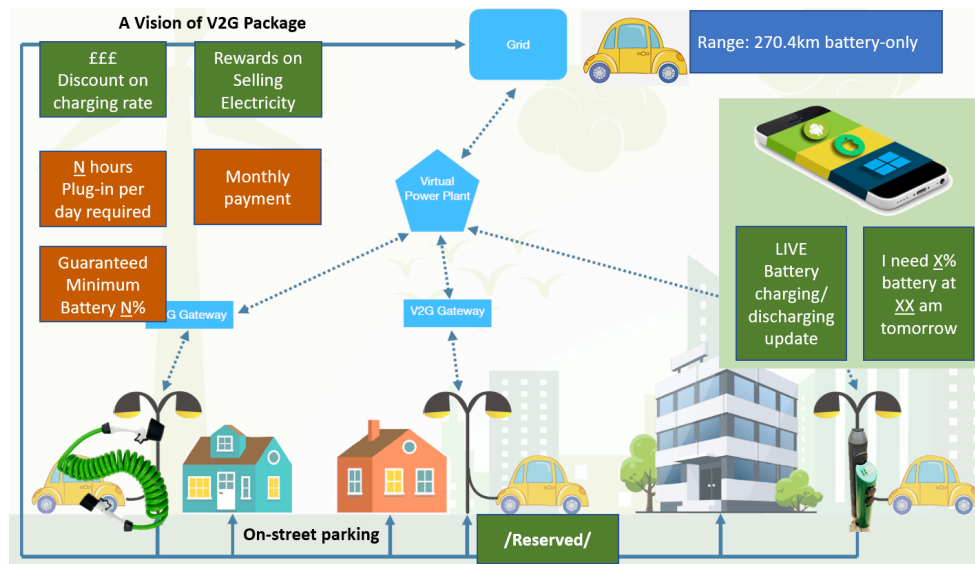 A Vision of V2G Package
Grid
Range: 270.4km battery-only
£££
Discount on
charging rate
Rewards on
Selling
Electricity
N hours
Plug-in per
day required
Monthly
payment
Virtual
Power Plant
Guaranteed
Minimum
Battery N%
G Gateway
V2G Gateway
LIVE
Battery
charging/
discharging
update
I need X%
battery at
XX am
tomorrow
On-street parking
/Reserved/